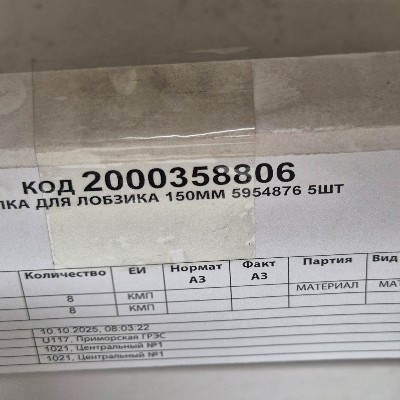 КОД 2000358806
ЛКА ДЛЯ ЛОБЗИКА 150ММ 5954876 5ШТ
Количество ЕИ Нормат АЗ Факт АЗ Партия Вид
МАТЕРИАЛ МА
8 КМП
8 КМП
10.10.2025, 08:03:22
U117, Приморская ГРЭС
1021, Центральный №1
1021, Центральный №1